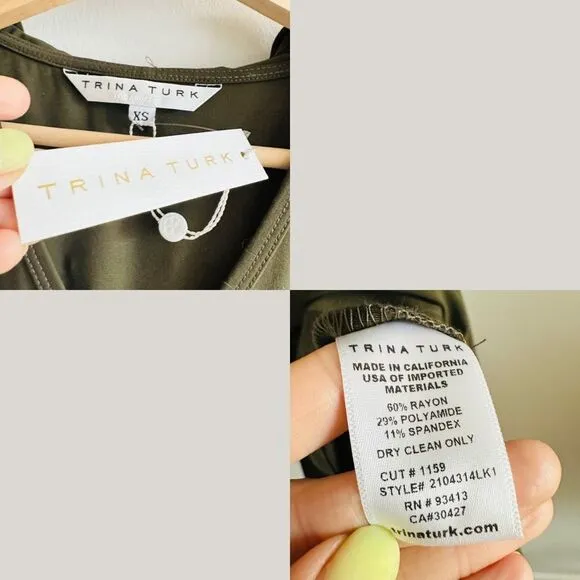 TRINA TURK
XS
TRINA TURK
TRINA TURK
MADE IN CALIFORNIA
USA OF IMPORTED
MATERIALS
60% RAYON
29% POLYAMIDE
11% SPANDEX
DRY CLEAN ONLY
CUT # 1159
STYLE# 2104314LK1
RN # 93413
CA#30427
trinaturk.com